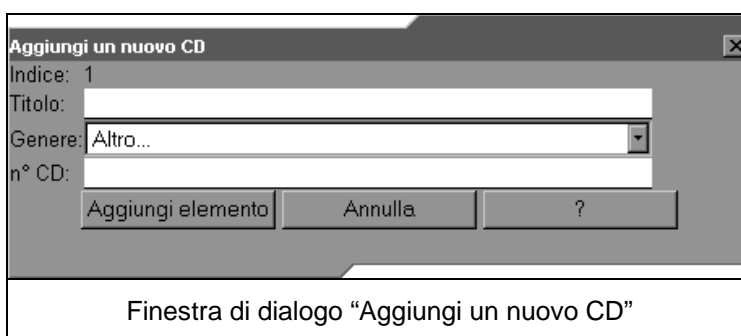 Aggiungi un nuovo CD
Indice: 1
Titolo:
Genere: Altro...
n° CD:
Aggiungi elemento Annulla ?
Finestra di dialogo “Aggiungi un nuovo CD”